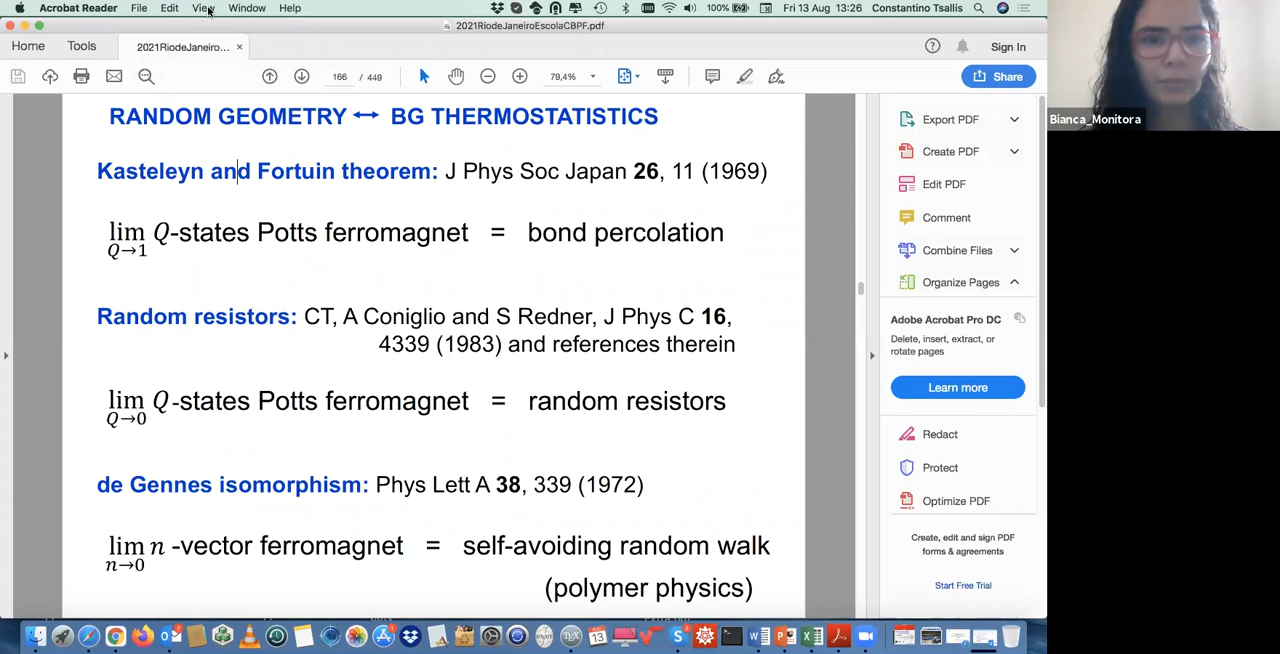 Acrobat Reader File Edit View Window Help 100% Fri 13 Aug 13:26 Constantino Tsallis
2021RiodeJaneiroEscolaCBPF.pdf
Home Tools 2021RiodeJaneiro... × Sign In
166 / 449 79,4% Share
RANDOM GEOMETRY ↔ BG THERMOSTATISTICS
Kasteleyn and Fortuin theorem: J Phys Soc Japan 26, 11 (1969)
lim Q-states Potts ferromagnet = bond percolation
Q→1
Random resistors: CT, A Coniglio and S Redner, J Phys C 16,
4339 (1983) and references therein
lim Q-states Potts ferromagnet = random resistors
Q→0
de Gennes isomorphism: Phys Lett A 38, 339 (1972)
lim n -vector ferromagnet = self-avoiding random walk
n→0
(polymer physics)
Export PDF
Create PDF
Edit PDF
Comment
Combine Files
Organize Pages
Adobe Acrobat Pro DC
Delete, insert, extract, or
rotate pages
Learn more
Redact
Protect
Optimize PDF
Create, edit and sign PDF
forms & agreements
Start Free Trial
Bianca_Monitora